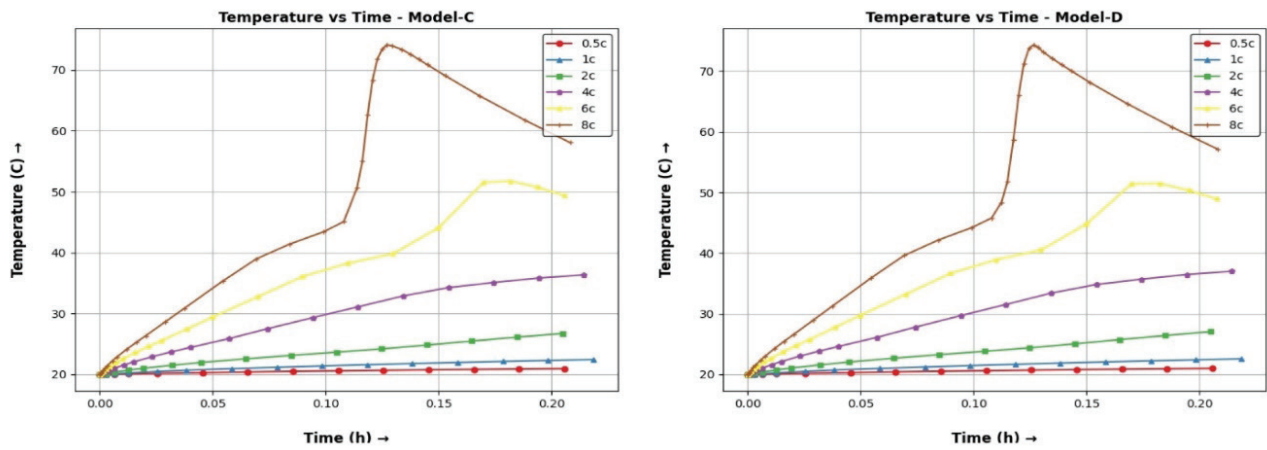 Temperature vs Time - Model-C
Temperature (C) →
70
60
50
40
30
20
0.00 0.05 0.10 0.15 0.20
Time (h) →
0.5c
1c
2c
4c
6c
8c
Temperature vs Time - Model-D
Temperature (C) →
70
60
50
40
30
20
0.00 0.05 0.10 0.15 0.20
Time (h) →
0.5c
1c
2c
4c
6c
8c